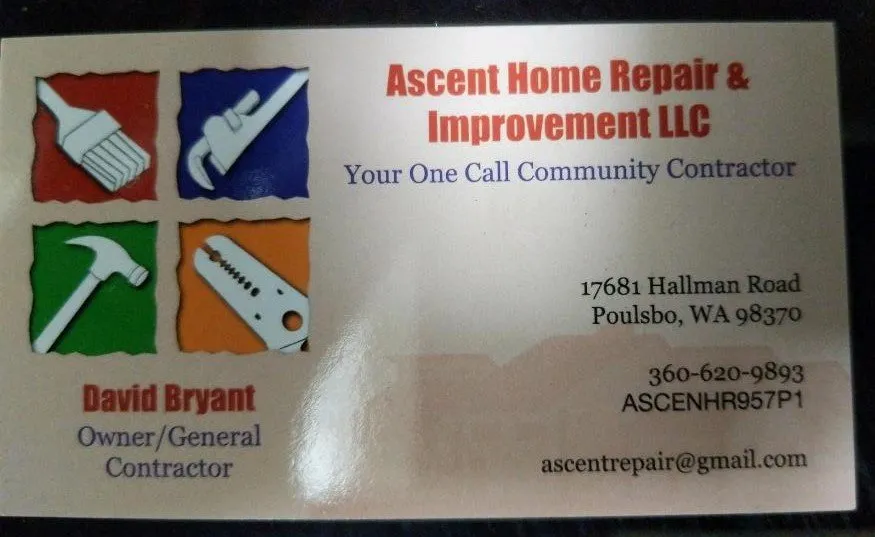 Ascent Home Repair &
Improvement LLC
Your One Call Community Contractor
17681 Hallman Road
Poulsbo, WA 98370
360-620-9893
ASCENHR957P1
ascentrepair@gmail.com
David Bryant
Owner/General
Contractor